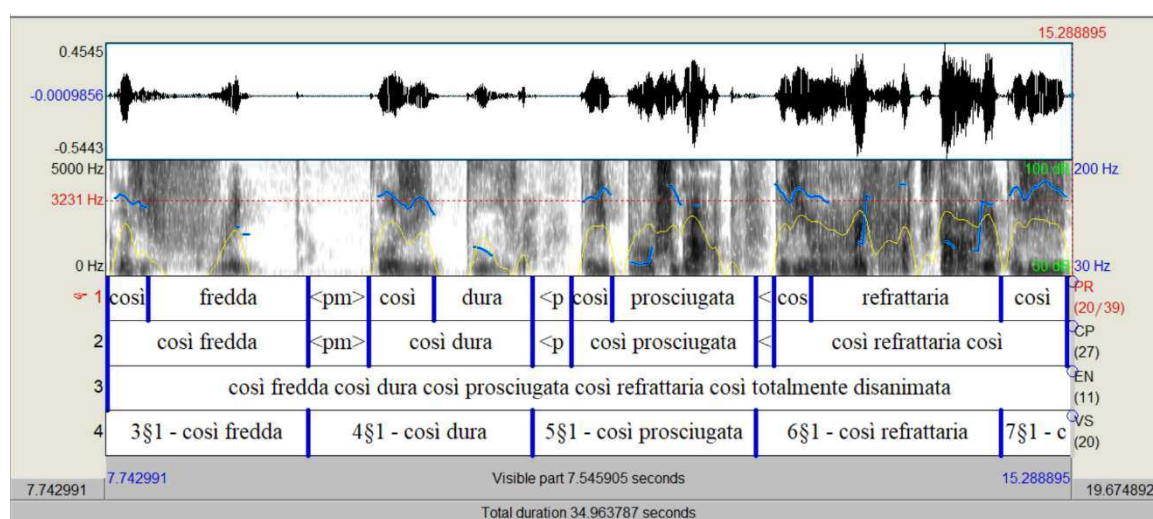 15.288895
0.4545
-0.0009856
-0.5443
5000 Hz 100 dB 200 Hz
3231 Hz
0 Hz 50 dB 30 Hz
1 così fredda <pm> così dura <p così prosciugata < cos refrattaria così PR (20/39)
2 così fredda <pm> così dura <p così prosciugata < così refrattaria così CP (27)
3 così fredda così dura così prosciugata così refrattaria così totalmente disanimata EN (11)
4 3§1 - così fredda 4§1 - così dura 5§1 - così prosciugata 6§1 - così refrattaria 7§1 - c VS (20)
7.742991 Visible part 7.545905 seconds 15.288895
7.742991 19.674892
Total duration 34.963787 seconds